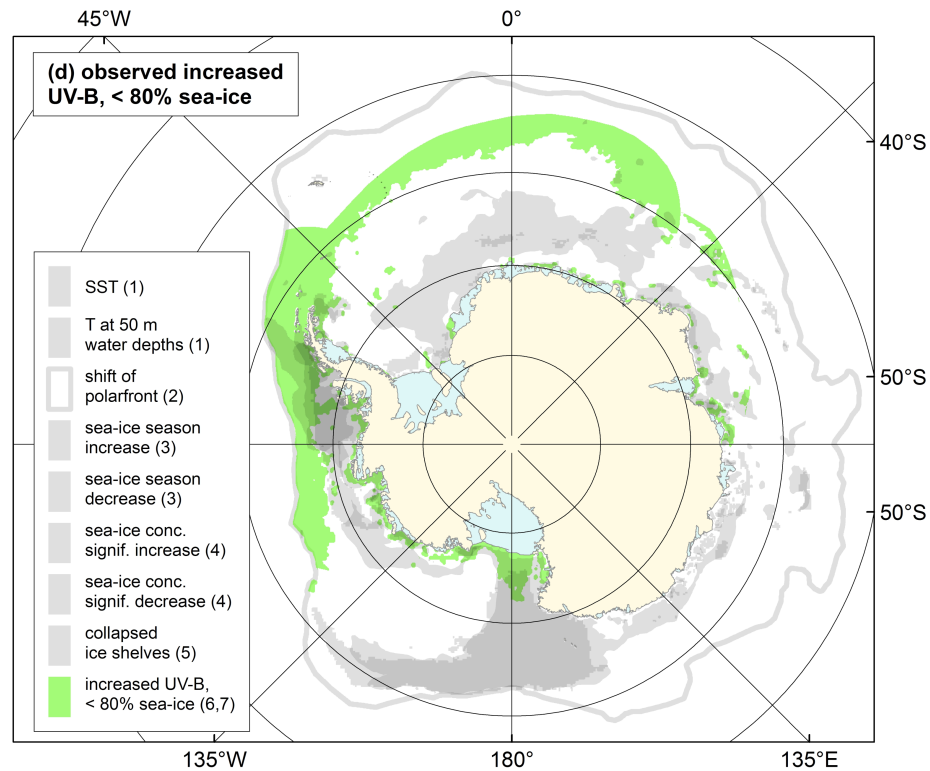 45°W
0°
(d) observed increased
UV-B, < 80% sea-ice
40°S
SST (1)
T at 50 m
water depths (1)
shift of
polarfront (2)
sea-ice season
increase (3)
sea-ice season
decrease (3)
sea-ice conc.
signif. increase (4)
sea-ice conc.
signif. decrease (4)
collapsed
ice shelves (5)
increased UV-B,
< 80% sea-ice (6,7)
50°S
50°S
135°W
180°
135°E